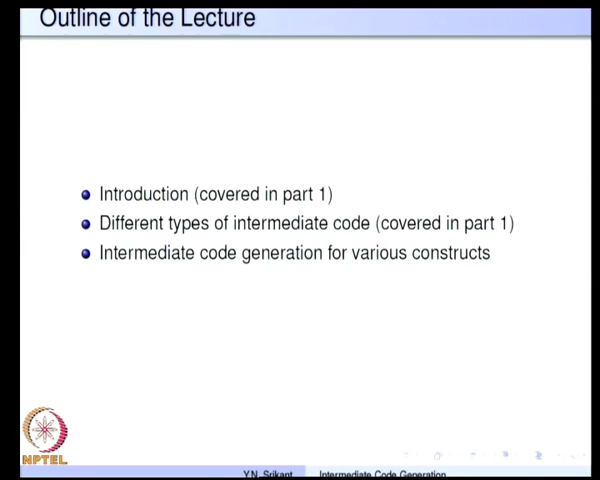 Outline of the Lecture
Introduction (covered in part 1)
Different types of intermediate code (covered in part 1)
Intermediate code generation for various constructs
NPTEL
Y.N. Srikant Intermediate Code Generation